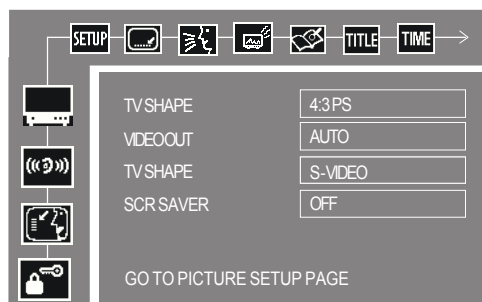 SETUP TITLE TIME
TV SHAPE 4:3 PS
VIDEOOUT AUTO
TV SHAPE S-VIDEO
SCR SAVER OFF
GO TO PICTURE SETUP PAGE